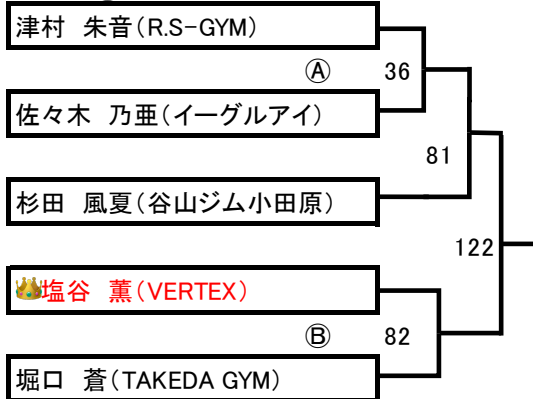 津村 朱音(R.S-GYM)
Ⓐ 36
佐々木 乃亜(イーグルアイ)
81
杉田 風夏(谷山ジム小田原)
122
塩谷 薫(VERTEX)
Ⓑ 82
堀口 蒼(TAKEDA GYM)